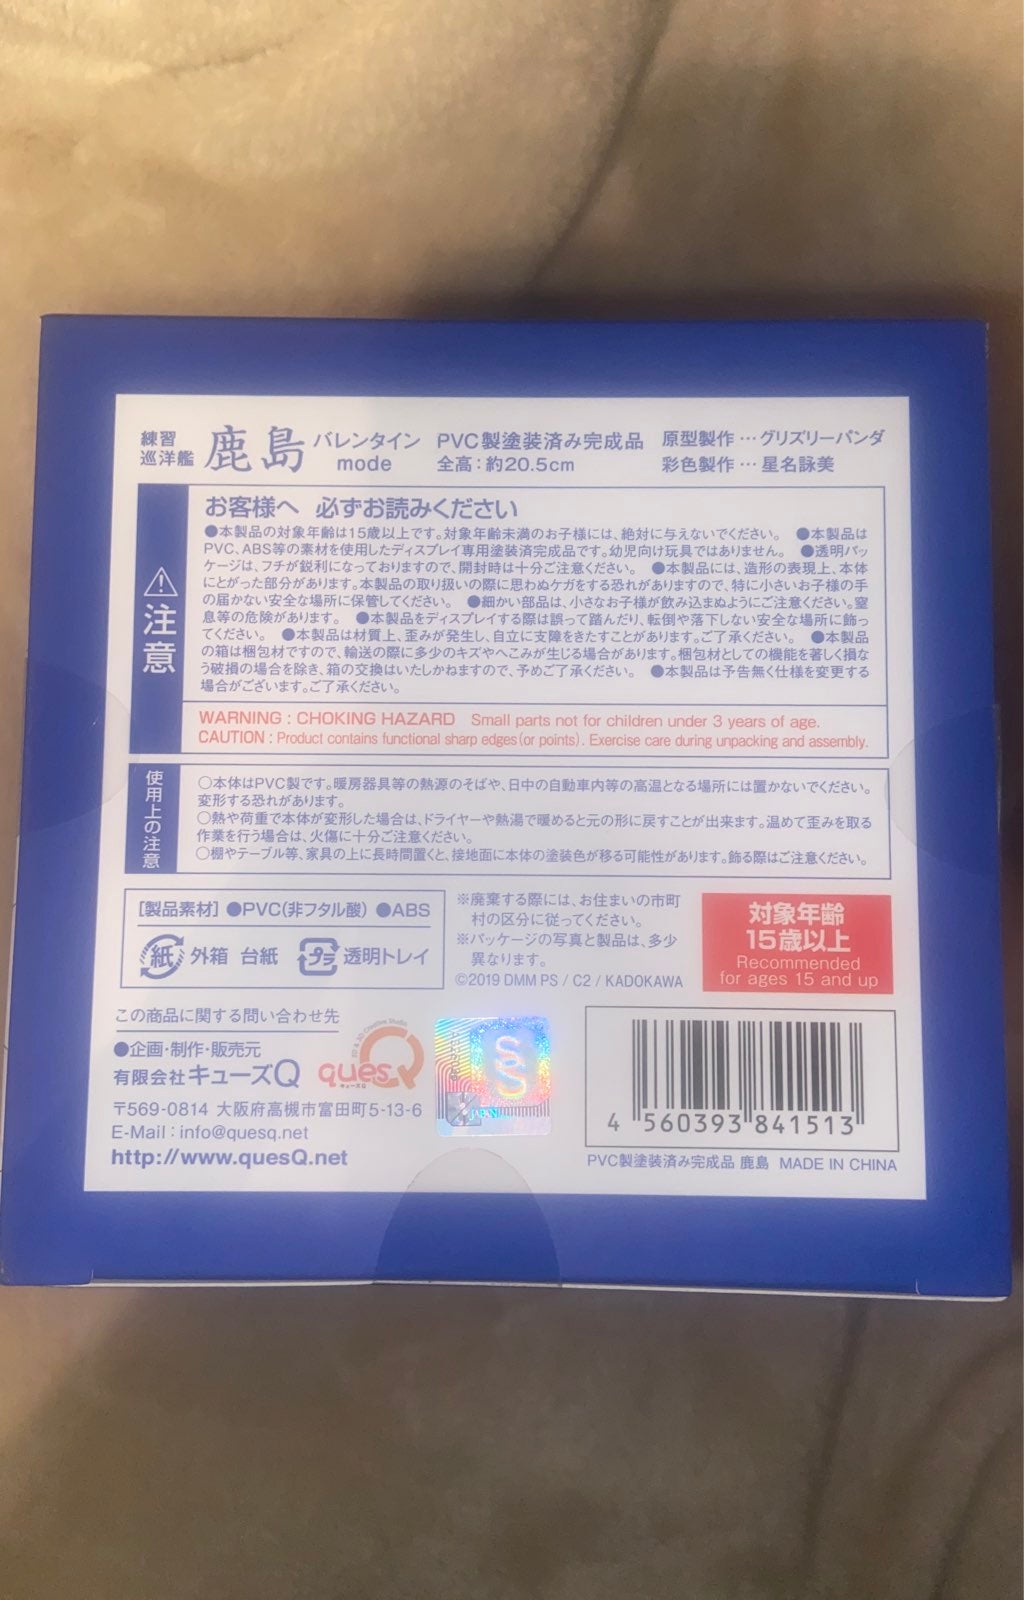 練習
巡洋艦
鹿島
バレンタイン
mode
PVC製塗装済み完成品
全高：約20.5cm
原型製作…グリズリーパンダ
彩色製作…星名詠美
注意
お客様へ 必ずお読みください
●本製品の対象年齢は15歳以上です。対象年齢未満のお子様には、絶対に与えないでください。 ●本製品は
PVC、ABS等の素材を使用したディスプレイ専用塗装済完成品です。幼児向け玩具ではありません。 ●透明パッ
ケージは、フチが鋭利になっておりますので、開封時は十分ご注意ください。 ●本製品には、造形の表現上、本体
にとがった部分があります。本製品の取り扱いの際に思わぬケガをする恐れがありますので、特に小さいお子様の手
の届かない安全な場所に保管してください。 ●細かい部品は、小さなお子様が飲み込まぬようにご注意ください。窒
息等の危険があります。 ●本製品をディスプレイする際は誤って踏んだり、転倒や落下しない安全な場所に飾っ
てください。 ●本製品は材質上、歪みが発生し、自立に支障をきたすことがあります。ご了承ください。 ●本製品
の箱は梱包材ですので、輸送の際に多少のキズやへこみが生じる場合があります。梱包材としての機能を著しく損な
う破損の場合を除き、箱の交換はいたしかねますので、予めご了承ください。 ●本製品は予告無く仕様を変更する
場合がございます。ご了承ください。
WARNING : CHOKING HAZARD Small parts not for children under 3 years of age.
CAUTION : Product contains functional sharp edges (or points). Exercise care during unpacking and assembly.
使用上の注意
○本体はPVC製です。暖房器具等の熱源のそばや、日中の自動車内等の高温となる場所には置かないでください。
変形する恐れがあります。
○熱や荷重で本体が変形した場合は、ドライヤーや熱湯で暖めると元の形に戻すことが出来ます。温めて歪みを取る
作業を行う場合は、火傷に十分ご注意ください。
○棚やテーブル等、家具の上に長時間置くと、接地面に本体の塗装色が移る可能性があります。飾る際はご注意ください。
[製品素材] ●PVC(非フタル酸) ●ABS
紙 外箱 台紙 プラ 透明トレイ
※廃棄する際には、お住まいの市町
村の区分に従ってください。
※パッケージの写真と製品は、多少
異なります。
©2019 DMM PS / C2 / KADOKAWA
対象年齢
15歳以上
Recommended
for ages 15 and up
この商品に関する問い合わせ先
●企画・制作・販売元
有限会社キューズQ
2D & 3D Creative Studio
quesQ
キューズQ
〒569-0814 大阪府高槻市富田町5-13-6
E-Mail : info@quesq.net
http://www.quesQ.net
4 560393 841513
PVC製塗装済み完成品 鹿島 MADE IN CHINA